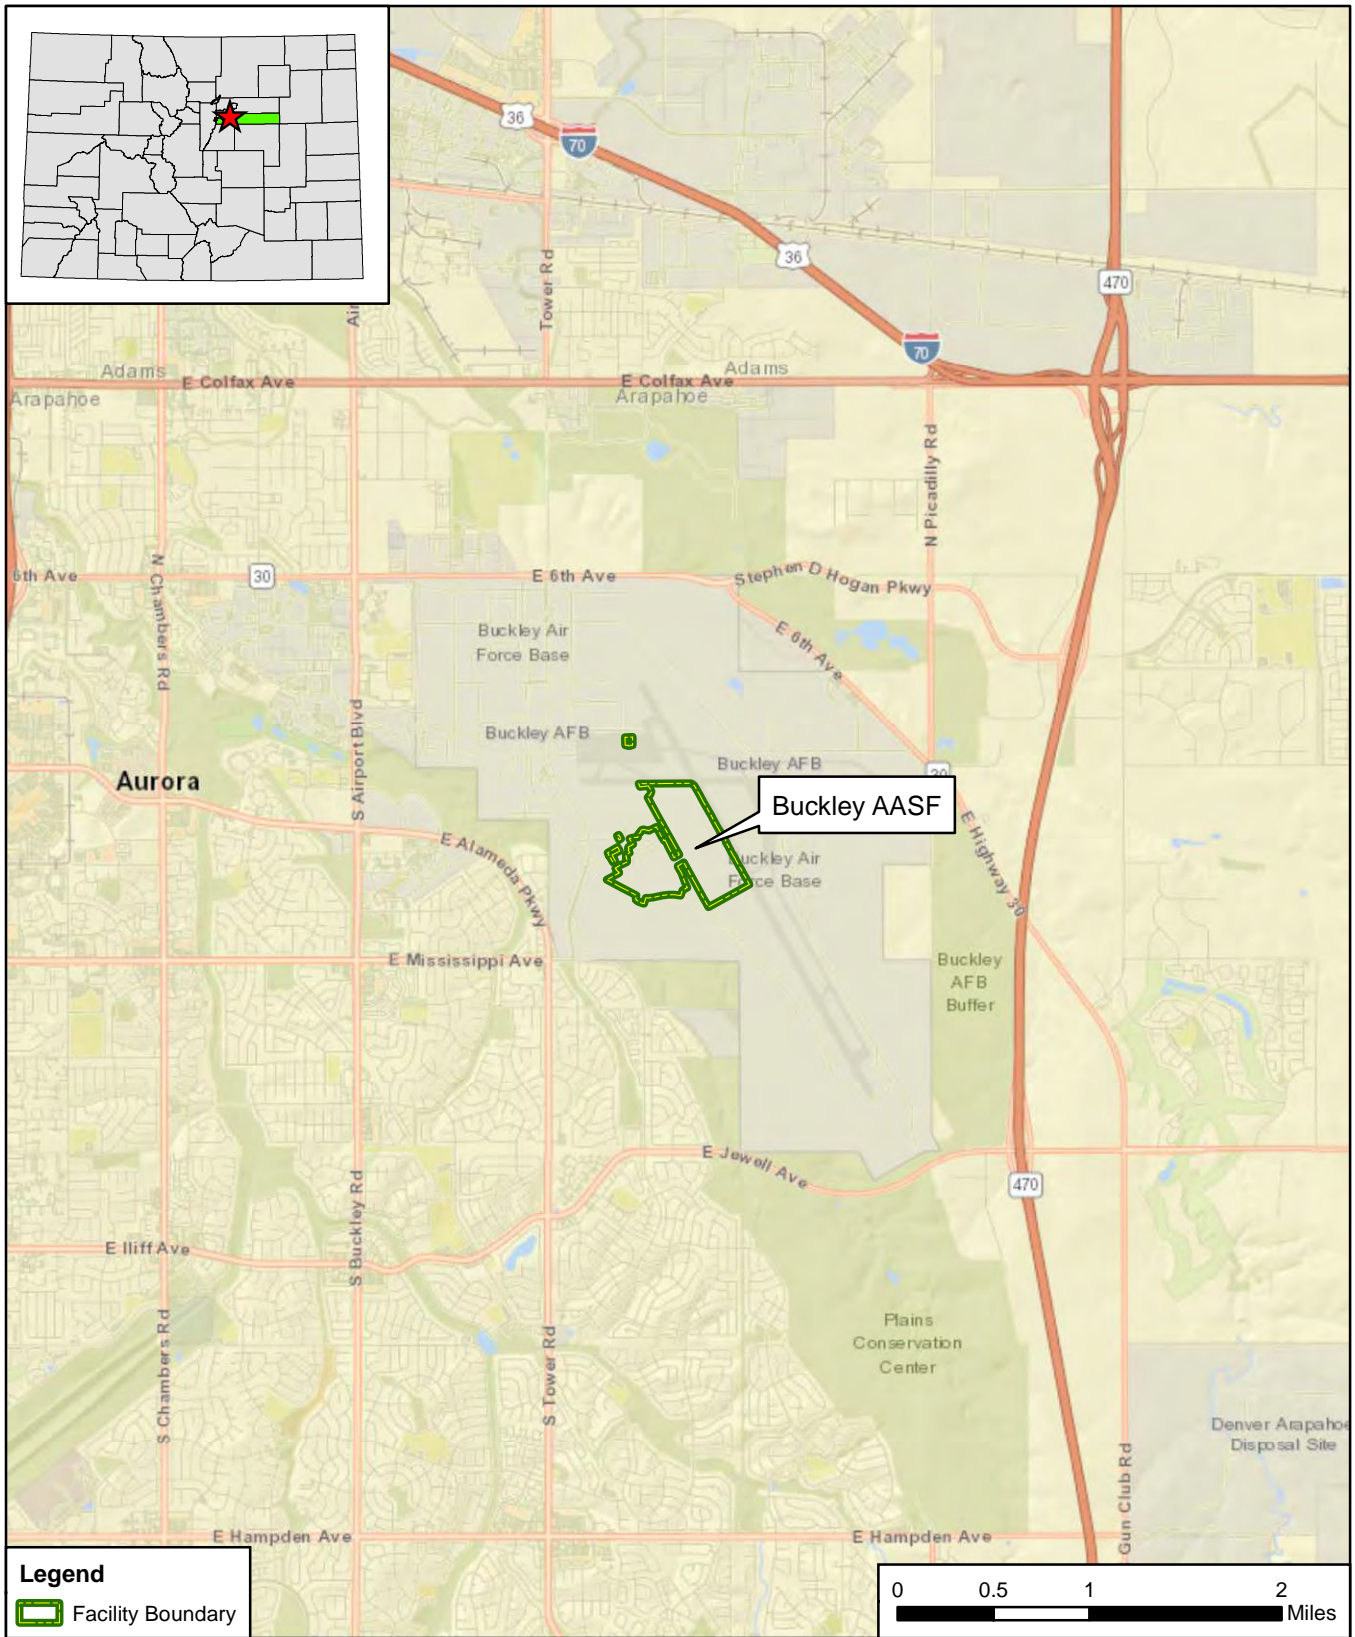 36
70
36
470
Tower Rd
Air
70
Adams
Adams
E Colfax Ave
E Colfax Ave
Arapahoe
Arapahoe
N Picadilly Rd
6th Ave
30
E 6th Ave
Stephen D Hogan Pkwy
N Chambers Rd
E 6th Ave
Buckley Air
Force Base
S Airport Blvd
Buckley AFB
Buckley AFB
30
Aurora
Buckley AASF
E Alameda Pkwy
E Highway 30
Buckley Air
Force Base
E Mississippi Ave
Buckley
AFB
Buffer
E Jewell Ave
470
S Buckley Rd
E Iliff Ave
S Chambers Rd
S Tower Rd
Plains
Conservation
Center
Denver Arapahoe
Disposal Site
Gun Club Rd
E Hampden Ave
E Hampden Ave
Legend
Facility Boundary
0 0.5 1 2
Miles